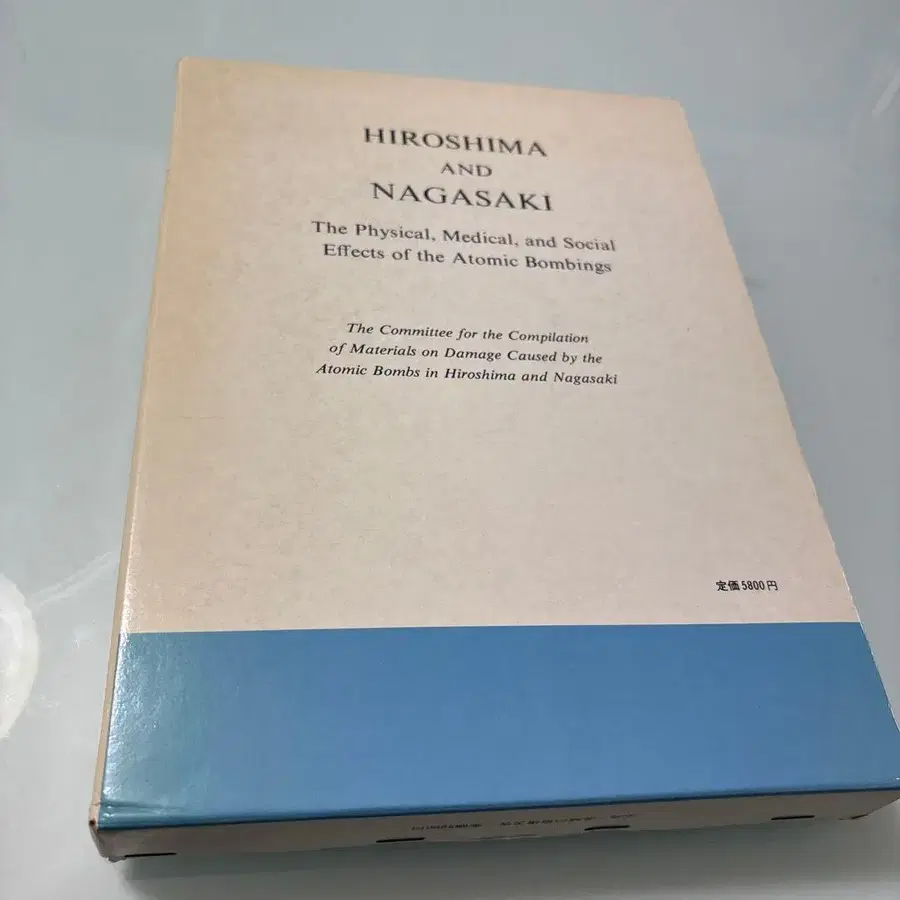 HIROSHIMA
AND
NAGASAKI
The Physical, Medical, and Social
Effects of the Atomic Bombings
The Committee for the Compilation
of Materials on Damage Caused by the
Atomic Bombs in Hiroshima and Nagasaki
定価5800円